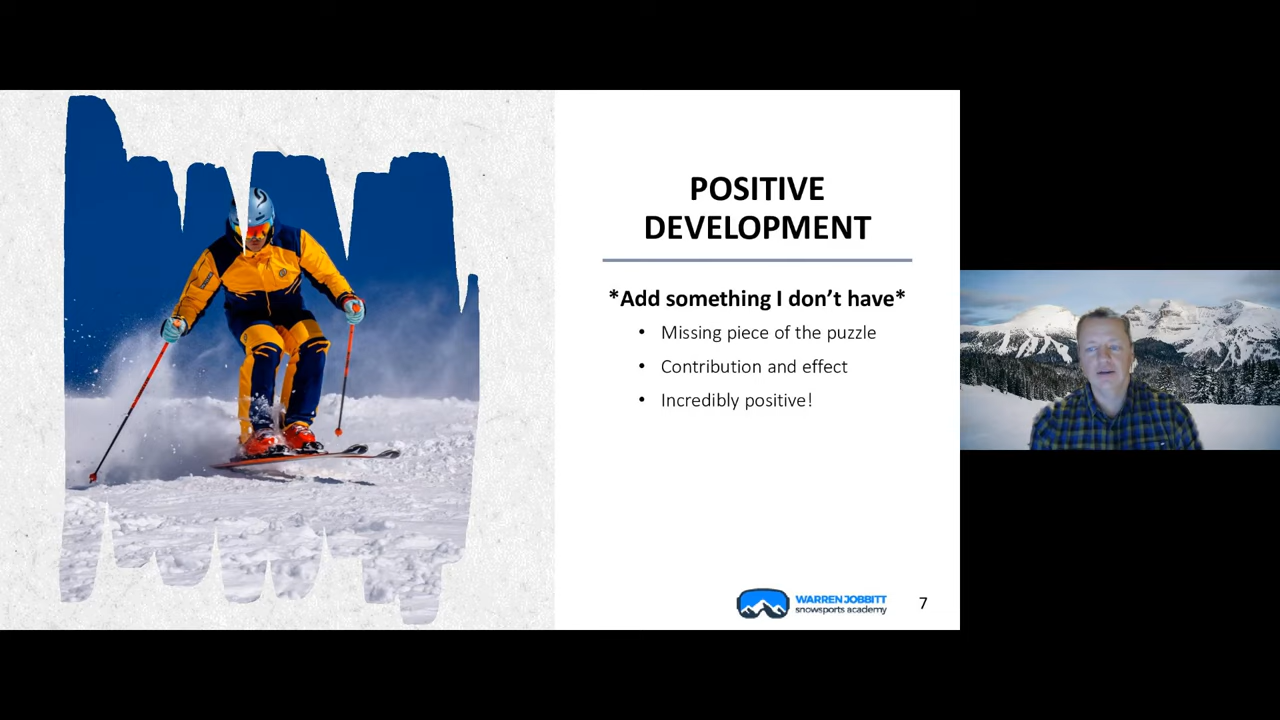 POSITIVE
DEVELOPMENT
*Add something I don’t have*
• Missing piece of the puzzle
• Contribution and effect
• Incredibly positive!
WARREN JOBBITT
snowsports academy
7